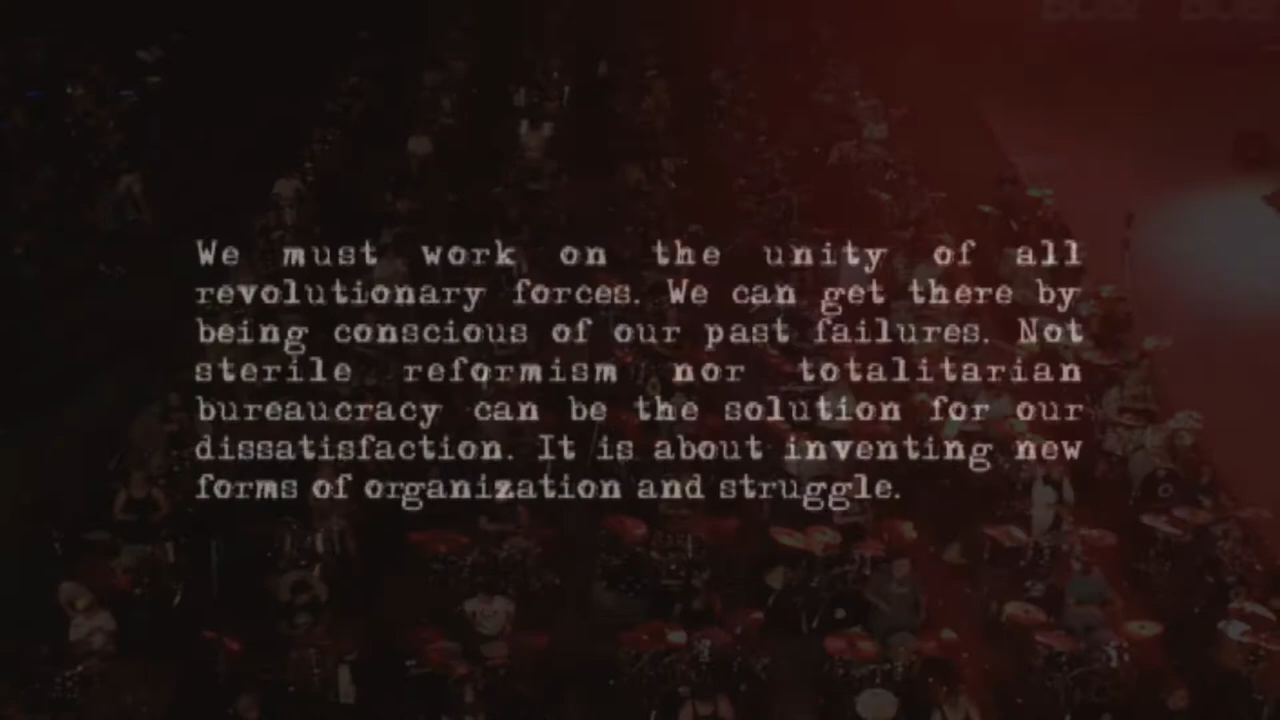 We must work on the unity of all
revolutionary forces. We can get there by
being conscious of our past failures. Not
sterile reformism nor totalitarian
bureaucracy can be the solution for our
dissatisfaction. It is about inventing new
forms of organization and struggle.